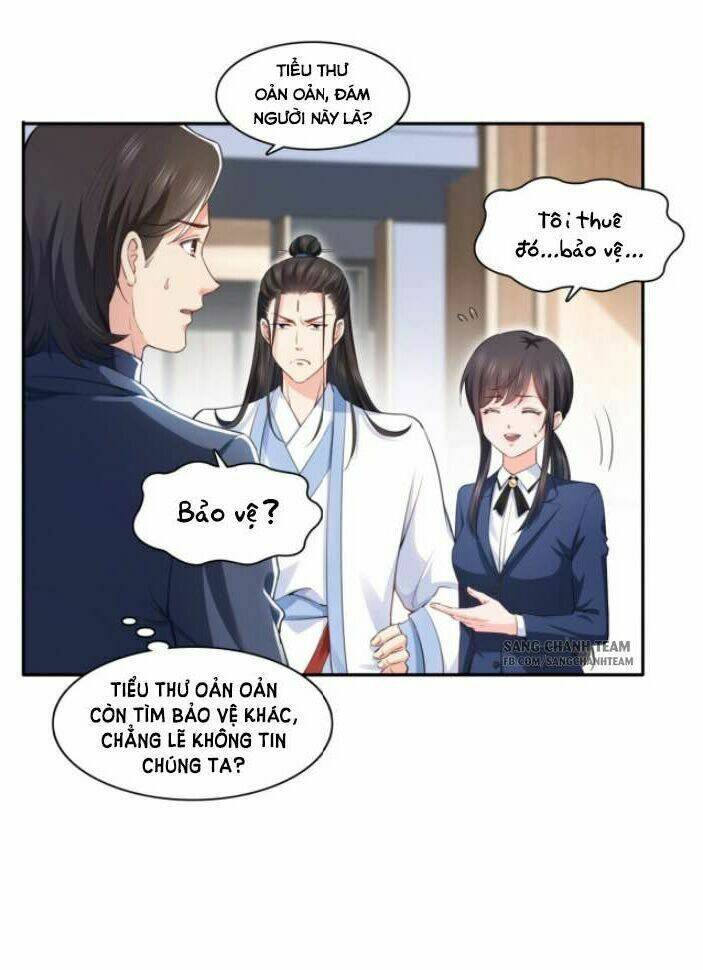 TIỂU THƯ
OẢN OẢN, ĐÁM
NGƯỜI NÀY LÀ?
Tôi thuê
đó...bảo vệ...
Bảo vệ?
SANG CHẢNH TEAM
FB.COM/SANGCHANHTEAM
TIỂU THƯ OẢN OẢN
CÒN TÌM BẢO VỆ KHÁC,
CHẲNG LẼ KHÔNG TIN
CHÚNG TA?